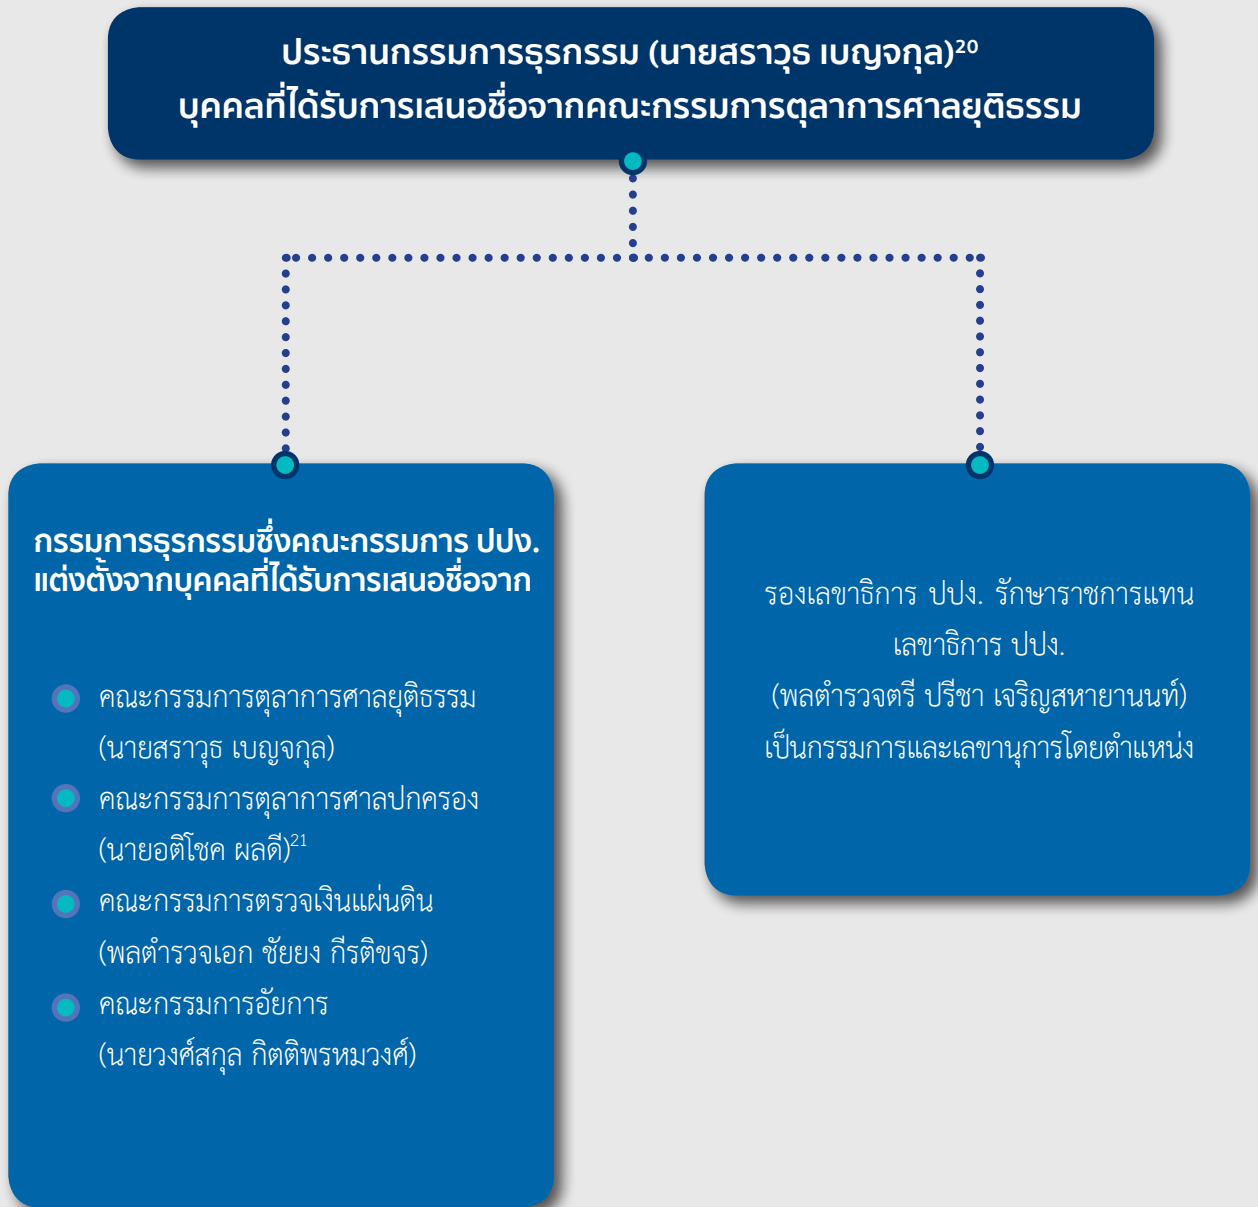 ประธานกรรมการธุรกรรม (นายสราวุธ เบญจกุล)²⁰
บุคคลที่ได้รับการเสนอชื่อจากคณะกรรมการตุลาการศาลยุติธรรม
กรรมการธุรกรรมซึ่งคณะกรรมการ ปปง.
แต่งตั้งจากบุคคลที่ได้รับการเสนอชื่อจาก
คณะกรรมการตุลาการศาลยุติธรรม
(นายสราวุธ เบญจกุล)
คณะกรรมการตุลาการศาลปกครอง
(นายอติโชค ผลดี)²¹
คณะกรรมการตรวจเงินแผ่นดิน
(พลตำรวจเอก ชัยยง กีรติขจร)
คณะกรรมการอัยการ
(นายวงศ์สกุล กิตติพรหมวงศ์)
รองเลขาธิการ ปปง. รักษาราชการแทน
เลขาธิการ ปปง.
(พลตำรวจตรี ปรีชา เจริญสหายานนท์)
เป็นกรรมการและเลขานุการโดยตำแหน่ง